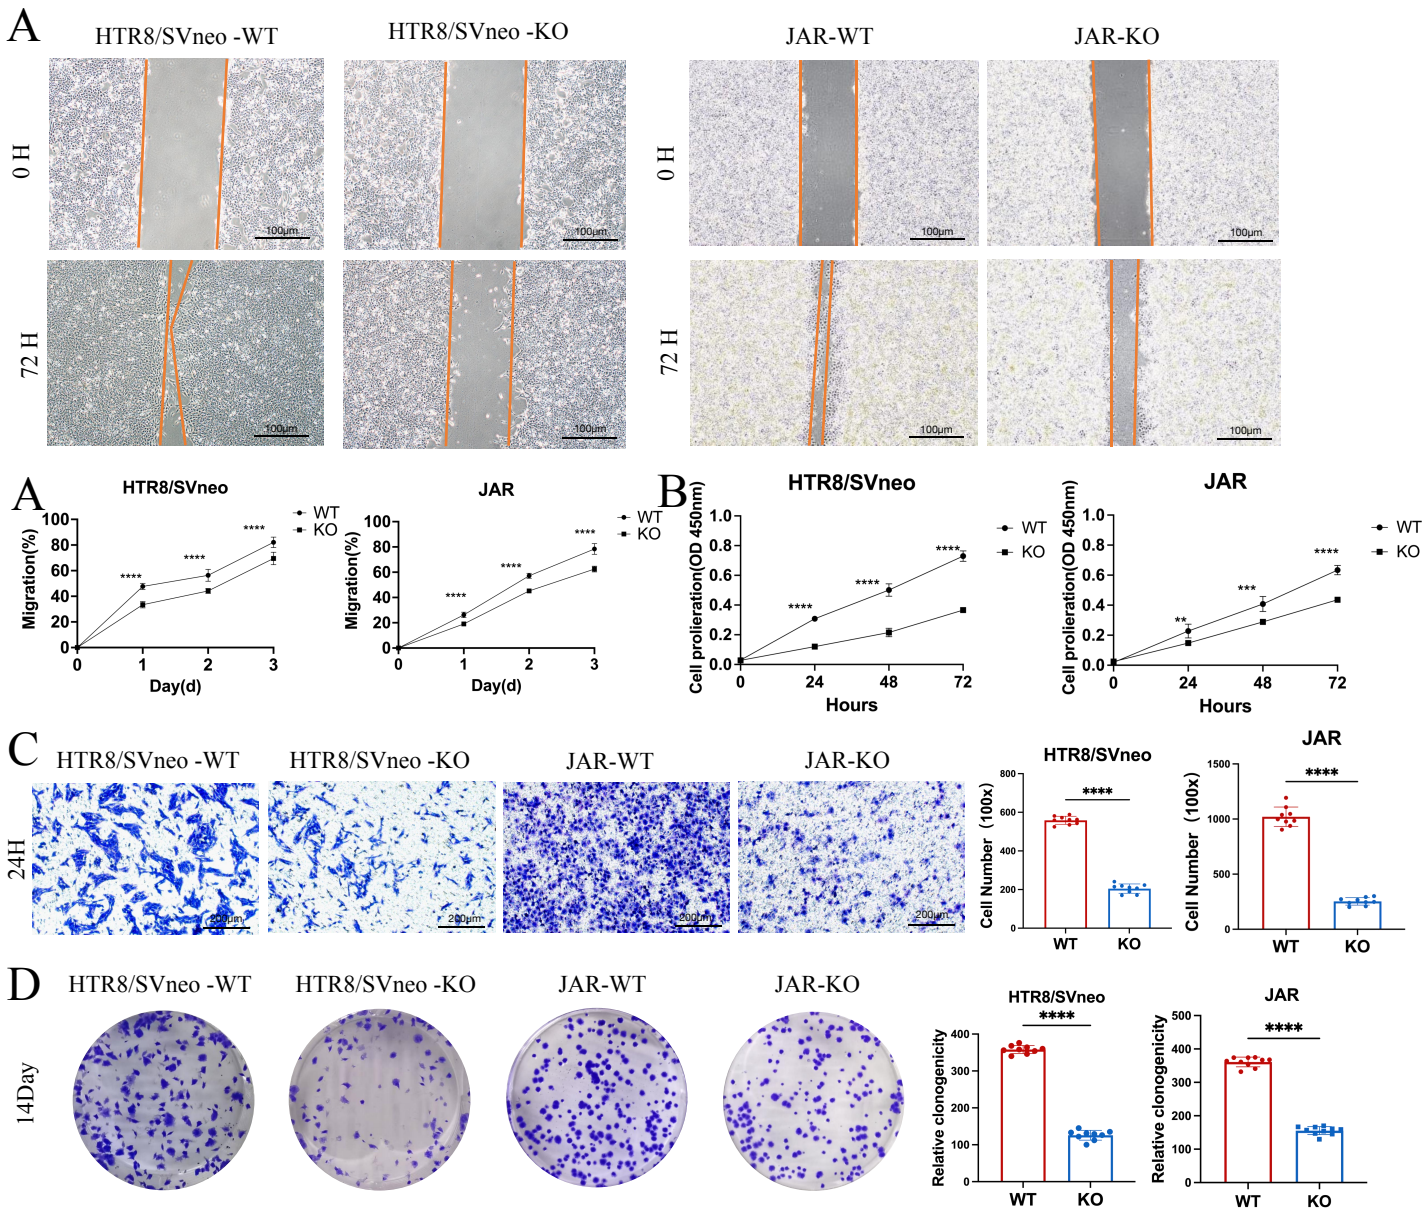 A
HTR8/SVneo -WT
HTR8/SVneo -KO
JAR-WT
JAR-KO
0 H
100μm
100μm
0 H
100μm
100μm
72 H
100μm
100μm
72 H
100μm
100μm
A
HTR8/SVneo
Migration(%)
100
80
60
40
20
0
****
****
****
WT
KO
0 1 2 3
Day(d)
JAR
Migration(%)
100
80
60
40
20
0
****
****
****
WT
KO
0 1 2 3
Day(d)
B
HTR8/SVneo
Cell prolieration(OD 450nm)
1.0
0.8
0.6
0.4
0.2
0.0
****
****
****
WT
KO
0 24 48 72
Hours
JAR
Cell prolieration(OD 450nm)
1.0
0.8
0.6
0.4
0.2
0.0
**
***
****
WT
KO
0 24 48 72
Hours
C
HTR8/SVneo -WT
HTR8/SVneo -KO
JAR-WT
JAR-KO
24H
200μm
200μm
200μm
200μm
HTR8/SVneo
Cell Number (100x)
800
600
400
200
0
****
WT KO
JAR
Cell Number (100x)
1500
1000
500
0
****
WT KO
D
HTR8/SVneo -WT
HTR8/SVneo -KO
JAR-WT
JAR-KO
14Day
HTR8/SVneo
Relative clonogenicity
400
300
200
100
0
****
WT KO
JAR
Relative clonogenicity
500
400
300
200
100
0
****
WT KO